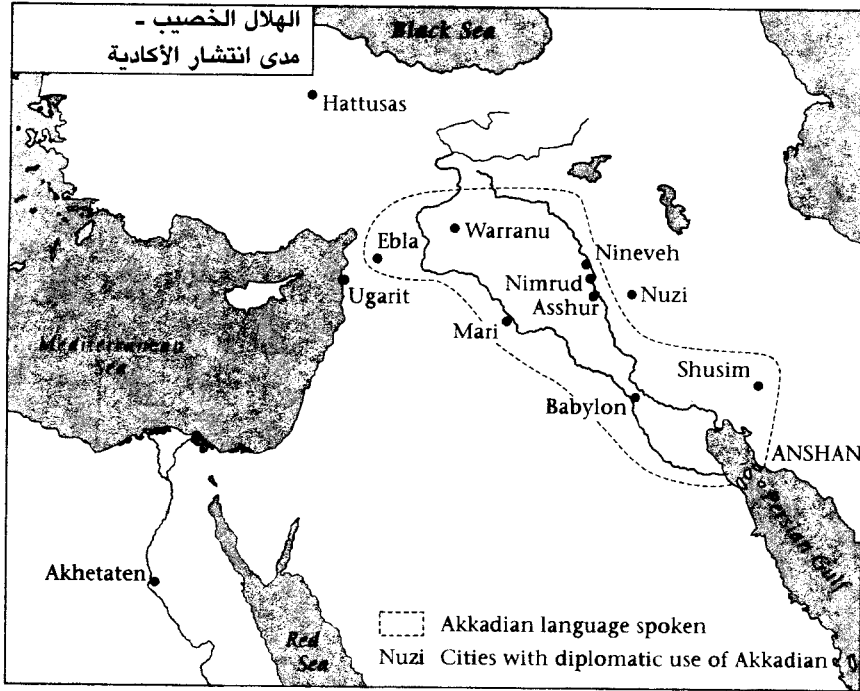 الهلال الخصيب -
مدى انتشار الأكادية
Black Sea
Hattusas
Ebla
Warranu
Nineveh
Ugarit
Nimrud
Asshur
Nuzi
Mari
Mediterranean
Sea
Shusim
Babylon
ANSHAN
Persian Gulf
Akhetaten
Red
Sea
Akkadian language spoken
Nuzi Cities with diplomatic use of Akkadian